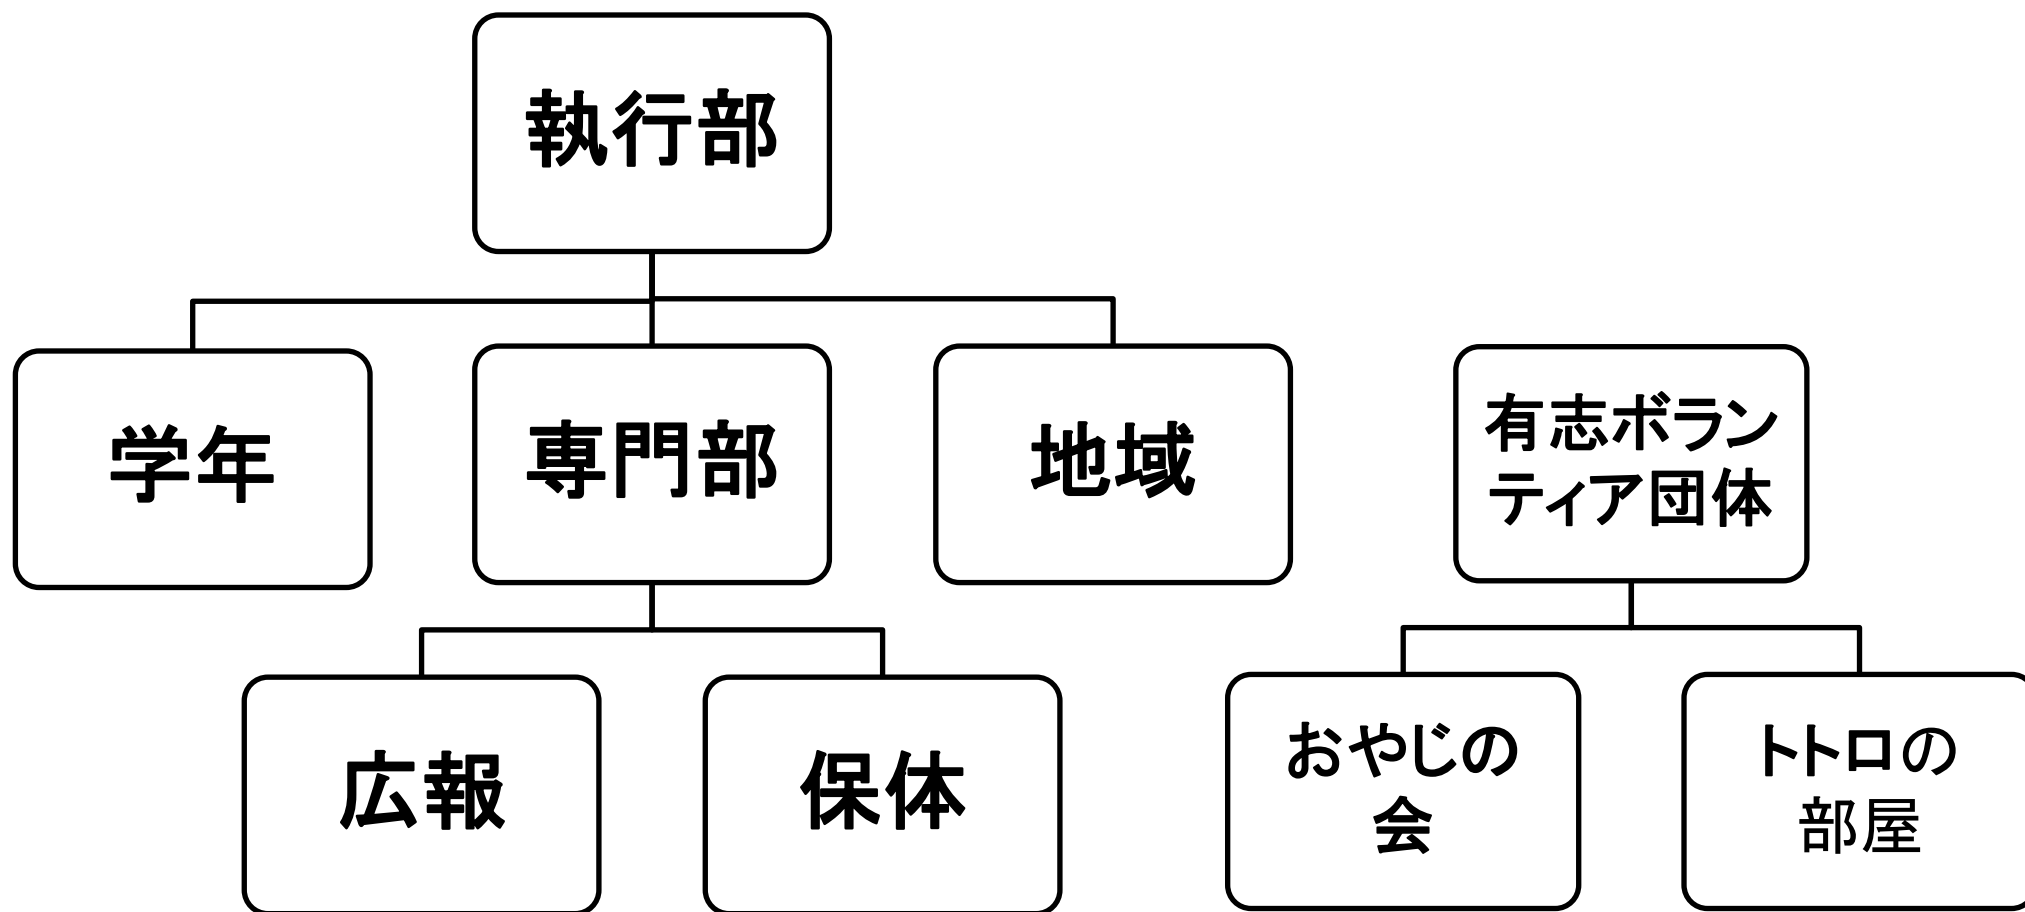 執行部
学年
専門部
地域
有志ボラン
ティア団体
広報
保体
おやじの
会
トトロの
部屋